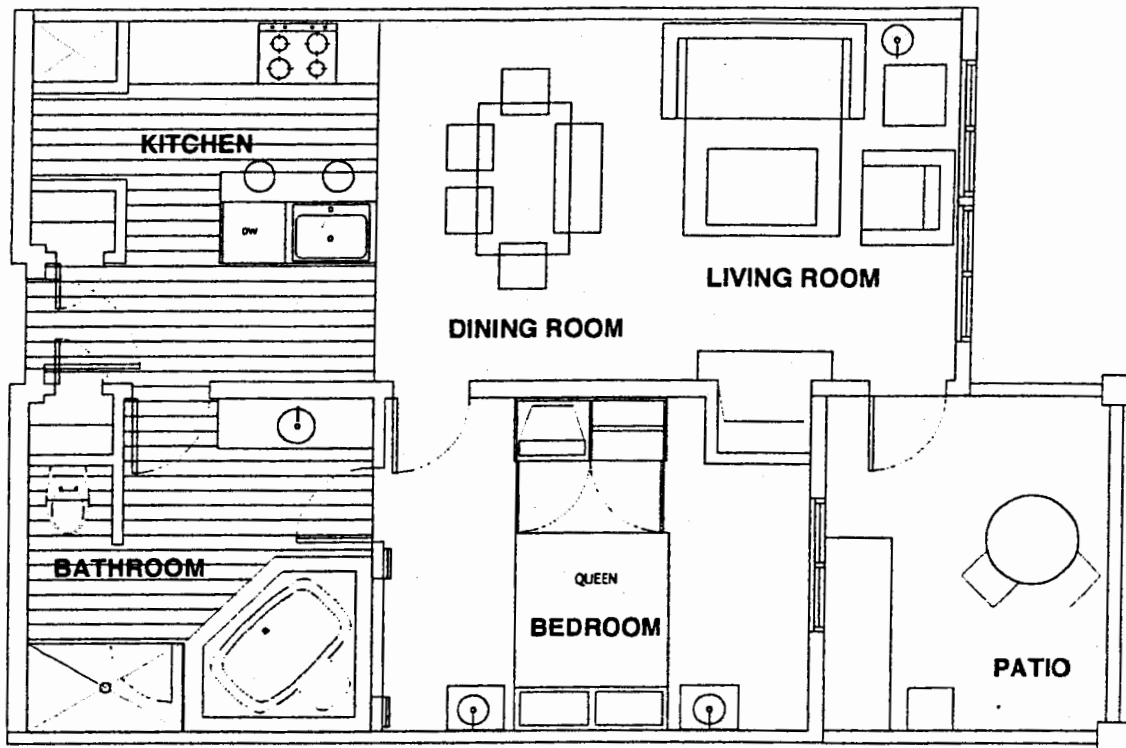 KITCHEN
DW
LIVING ROOM
DINING ROOM
BATHROOM
QUEEN
BEDROOM
PATIO